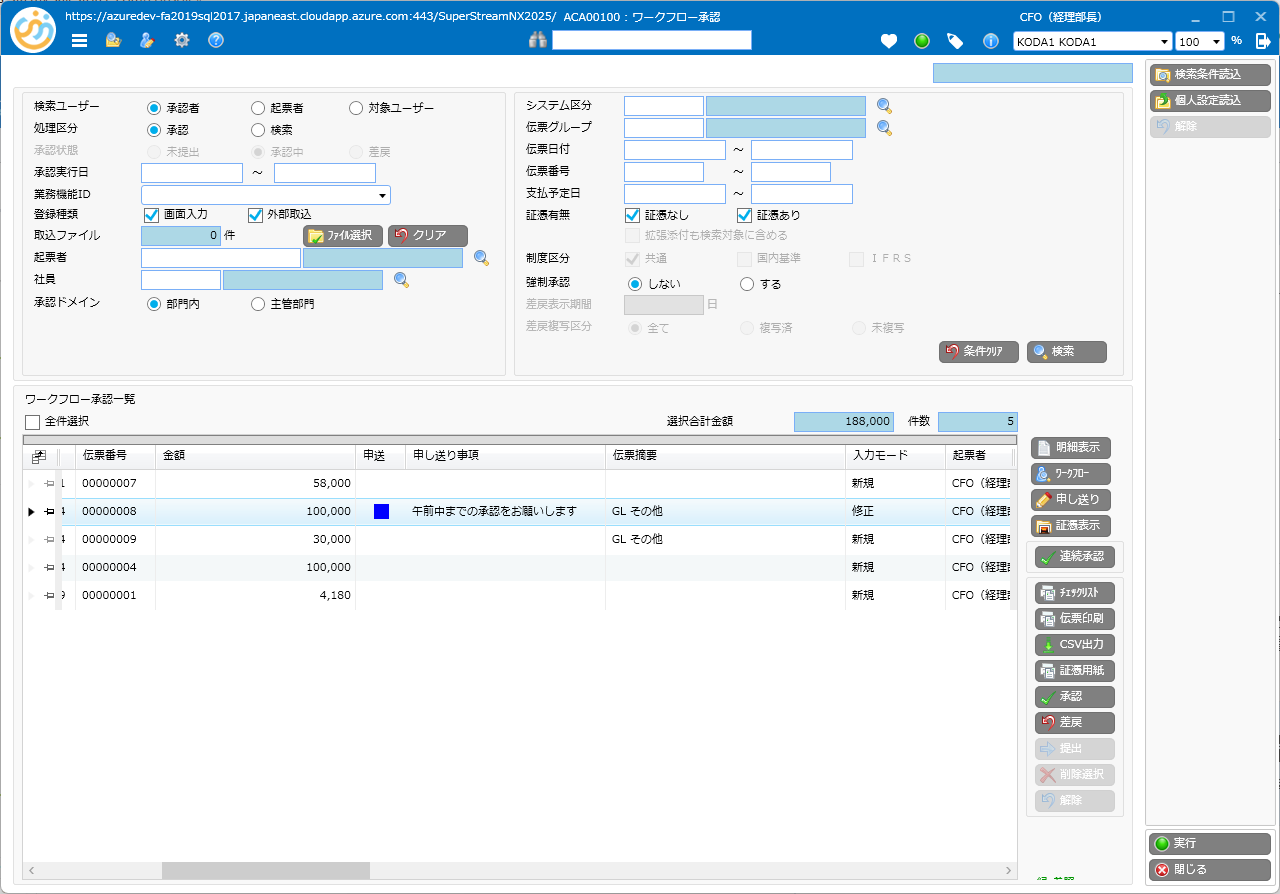 https://azuredev-fa2019sql2017.japaneast.cloudapp.azure.com:443/SuperStreamNX2025/ ACA00100：ワークフロー承認 CFO（経理部長）
KODA1 KODA1 100 %
検索条件読込
個人設定読込
解除
検索ユーザー 承認者 起票者 対象ユーザー
処理区分 承認 検索
承認状態 未提出 承認中 差戻
承認実行日 ～
業務機能ID
登録種類 画面入力 外部取込
取込ファイル 0 件 ﾌｧｲﾙ選択 クリア
起票者
社員
承認ドメイン 部門内 主管部門
システム区分
伝票グループ
伝票日付 ～
伝票番号 ～
支払予定日 ～
証憑有無 証憑なし 証憑あり
拡張添付も検索対象に含める
制度区分 共通 国内基準 ＩＦＲＳ
強制承認 しない する
差戻表示期間 日
差戻複写区分 全て 複写済 未複写
条件ｸﾘｱ 検索
ワークフロー承認一覧
全件選択 選択合計金額 188,000 件数 5
伝票番号 金額 申送 申し送り事項 伝票摘要 入力モード 起票者
00000007 58,000 新規 CFO（経理
00000008 100,000 午前中までの承認をお願いします GL その他 修正 CFO（経理
00000009 30,000 GL その他 新規 CFO（経理
00000004 100,000 新規 CFO（経理
00000001 4,180 新規 CFO（経理
明細表示
ﾜｰｸﾌﾛｰ
申し送り
証憑表示
連続承認
ﾁｪｯｸﾘｽﾄ
伝票印刷
CSV出力
証憑用紙
承認
差戻
提出
削除選択
解除
実行
閉じる